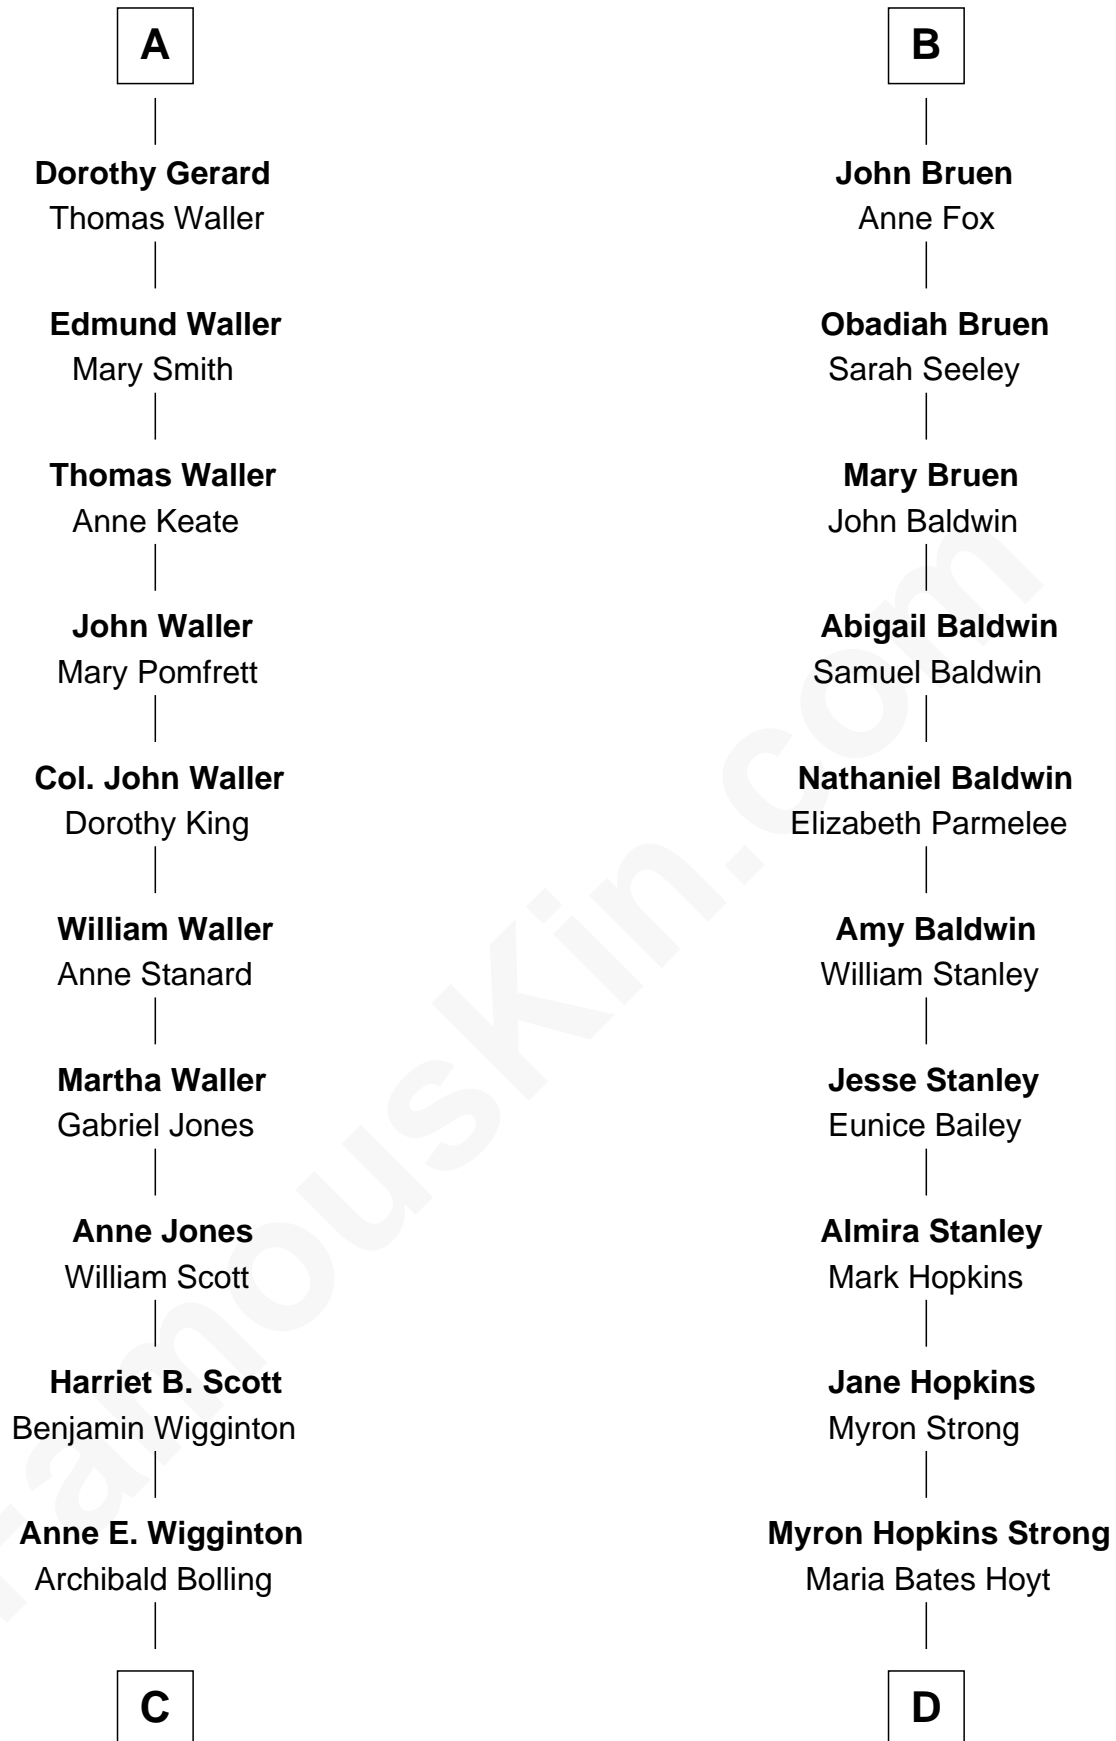 A
Dorothy Gerard
Thomas Waller
Edmund Waller
Mary Smith
Thomas Waller
Anne Keate
John Waller
Mary Pomfrett
Col. John Waller
Dorothy King
William Waller
Anne Stanard
Martha Waller
Gabriel Jones
Anne Jones
William Scott
Harriet B. Scott
Benjamin Wigginton
Anne E. Wigginton
Archibald Bolling
C
B
John Bruen
Anne Fox
Obadiah Bruen
Sarah Seeley
Mary Bruen
John Baldwin
Abigail Baldwin
Samuel Baldwin
Nathaniel Baldwin
Elizabeth Parmelee
Amy Baldwin
William Stanley
Jesse Stanley
Eunice Bailey
Almira Stanley
Mark Hopkins
Jane Hopkins
Myron Strong
Myron Hopkins Strong
Maria Bates Hoyt
D
FamousKin.com